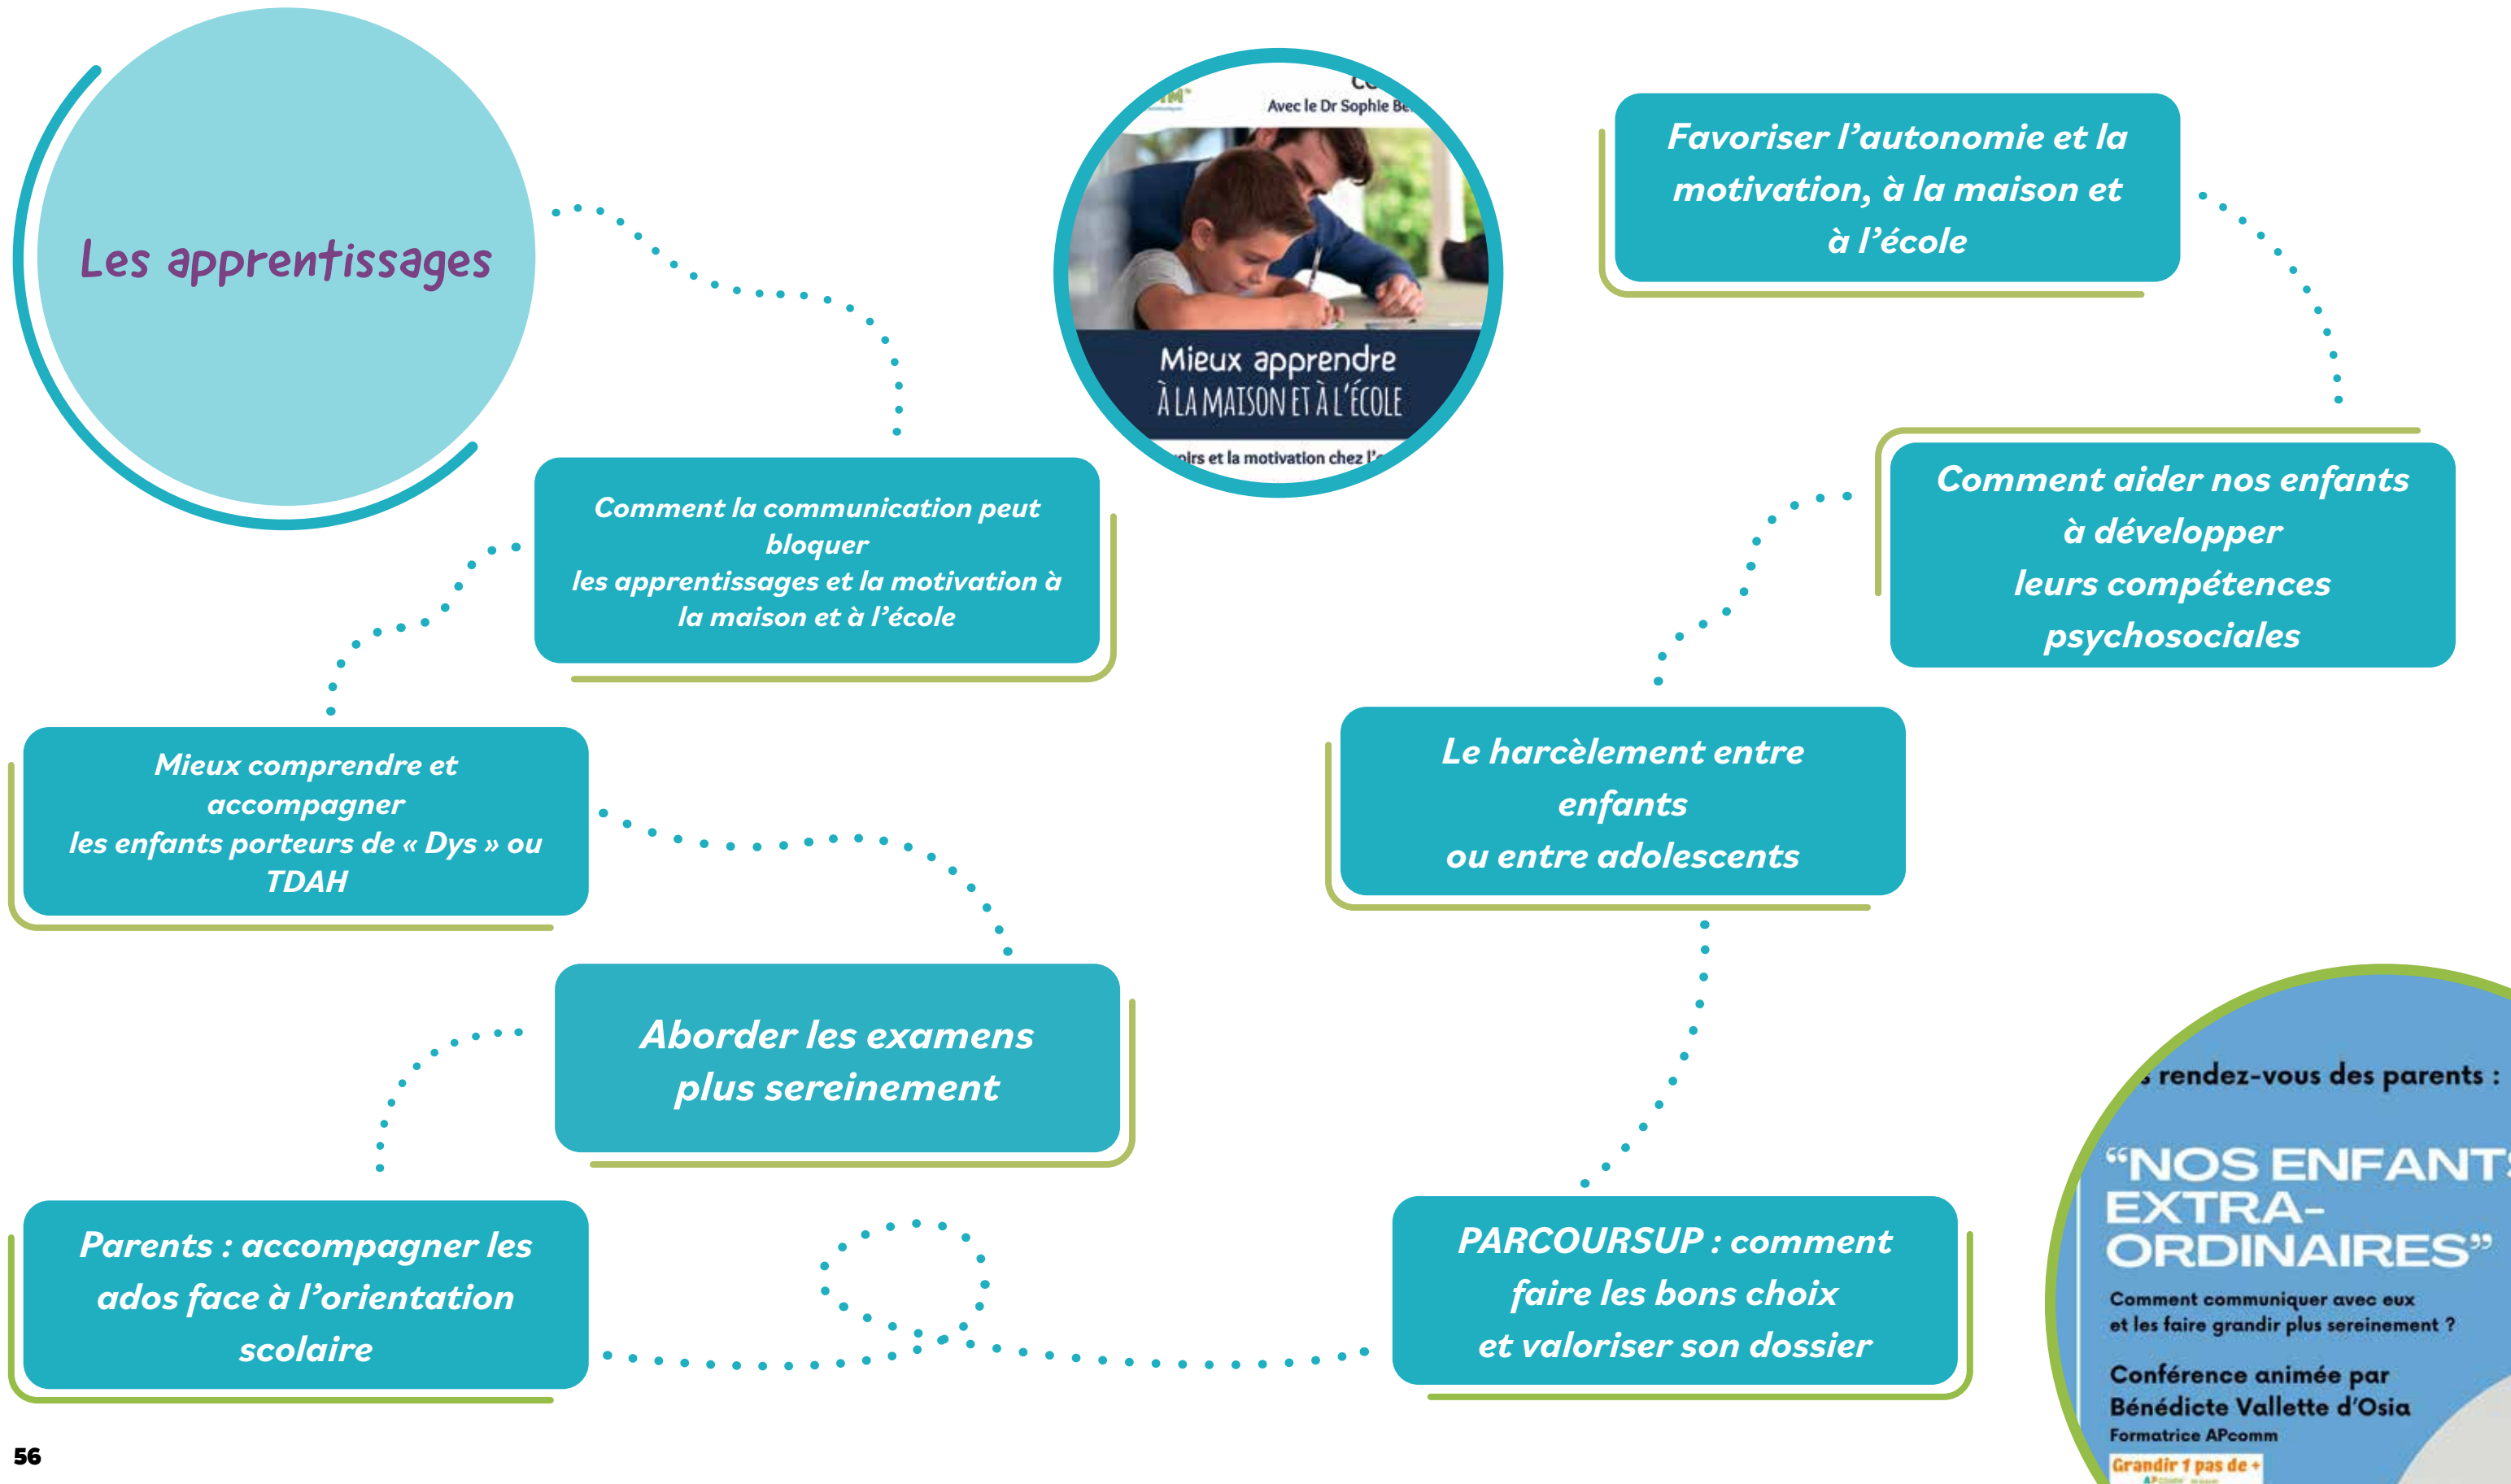 Les apprentissages
Avec le Dr Sophie
Mieux apprendre
À LA MAISON ET À L'ÉCOLE
et la motivation chez
Comment la communication peut
bloquer
les apprentissages et la motivation à
la maison et à l'école
Mieux comprendre et
accompagner
les enfants porteurs de « Dys » ou
TDAH
Aborder les examens
plus sereinement
Parents : accompagner les
ados face à l'orientation
scolaire
PARCOURSUP : comment
faire les bons choix
et valoriser son dossier
Le harcèlement entre
enfants
ou entre adolescents
Comment aider nos enfants
à développer
leurs compétences
psychosociales
Favoriser l'autonomie et la
motivation, à la maison et
à l'école
rendez-vous des parents :
“NOS ENFANTS
EXTRA-
ORDINAIRES”
Comment communiquer avec eux
et les faire grandir plus sereinement ?
Conférence animée par
Bénédicte Vallette d'Osia
Formatrice APcomm
Grandir 1 pas de +
56